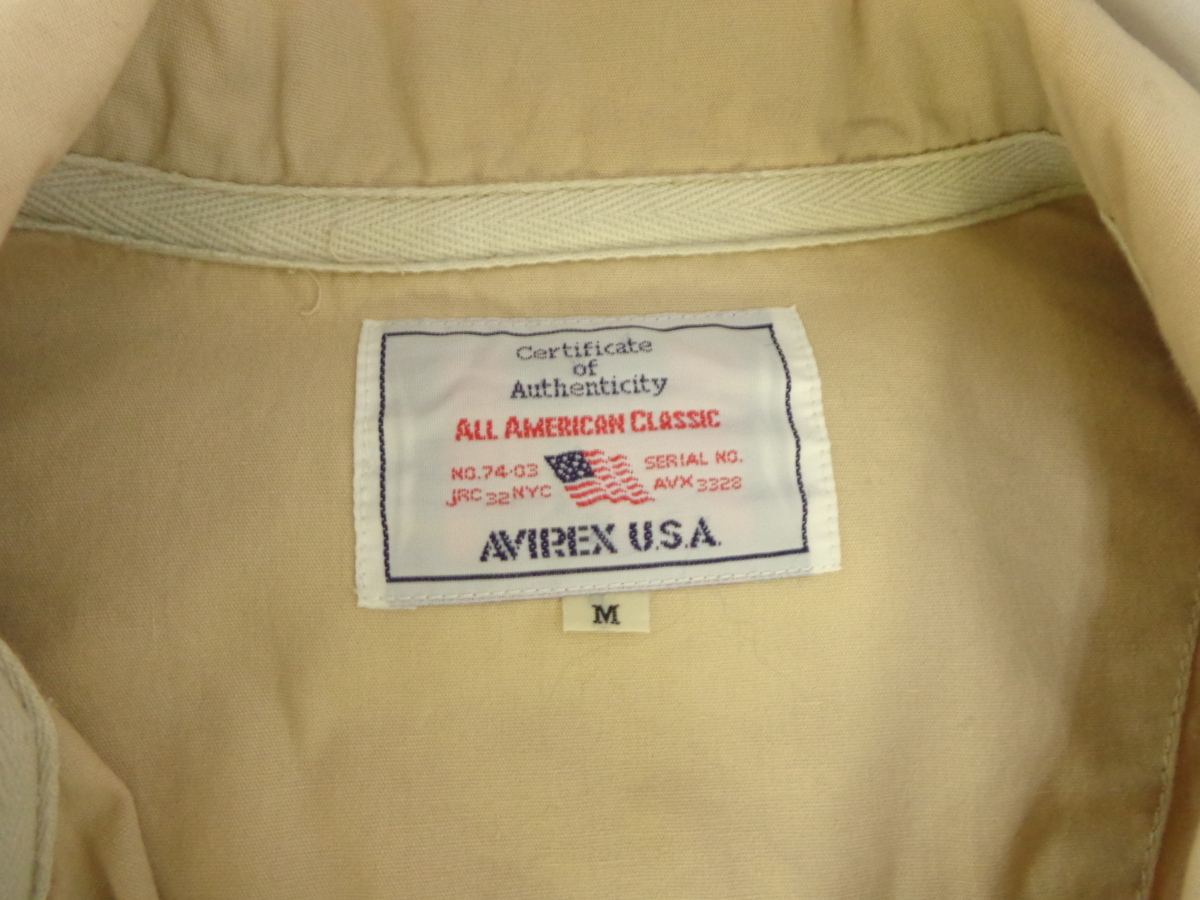 Certificate
of
Authenticity
ALL AMERICAN CLASSIC
NO.74-03
JRC 32 NYC
SERIAL NO.
AVX 3328
AVIREX U.S.A.
M